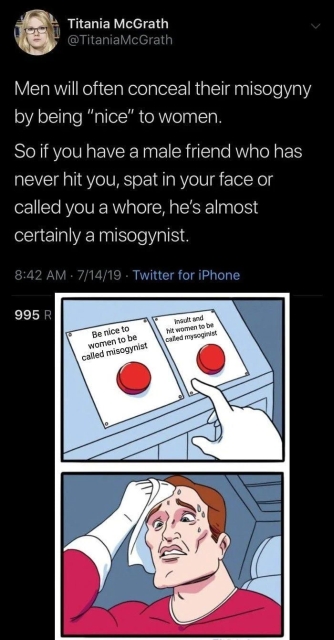 Titania McGrath
@TitaniaMcGrath
Men will often conceal their misogyny
by being "nice" to women.
So if you have a male friend who has
never hit you, spat in your face or
called you a whore, he's almost
certainly a misogynist.
8:42 AM · 7/14/19 · Twitter for iPhone
995 R
Be nice to
women to be
called misogynist
Insult and
hit women to be
called mysoginist